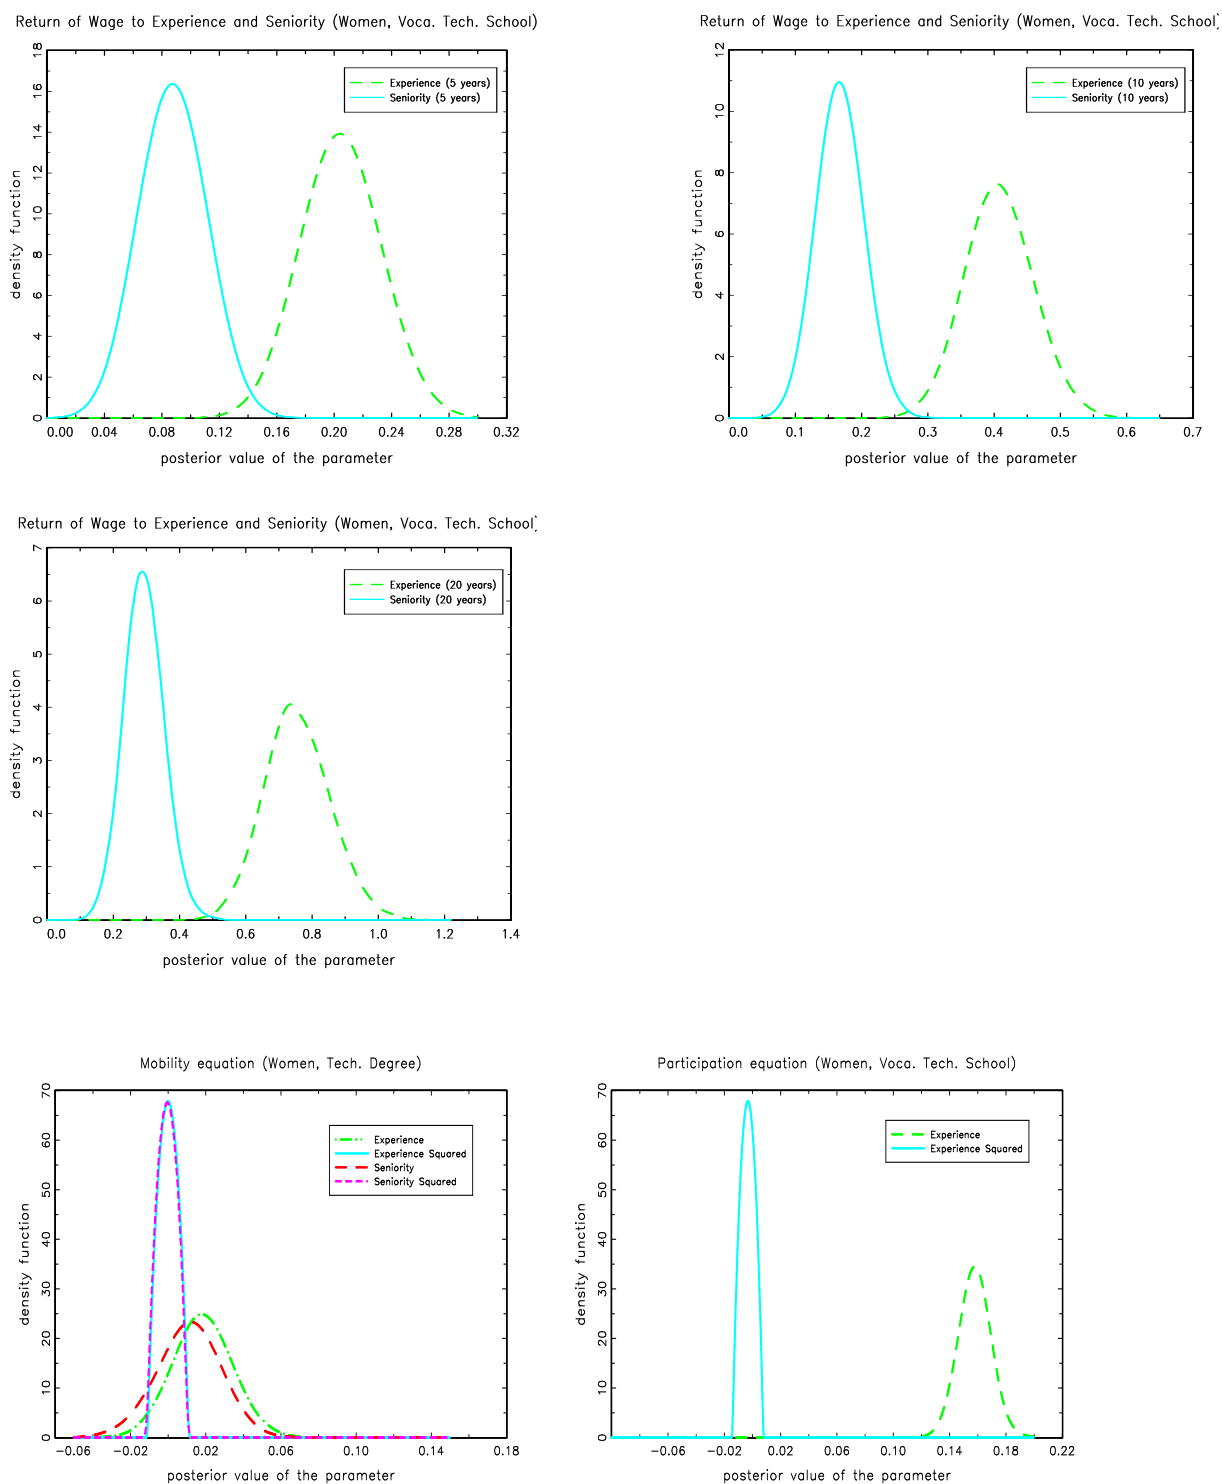 Return of Wage to Experience and Seniority (Women, Voca. Tech. School)
18
16
14
12
10
8
6
4
2
0
density function
Experience (5 years)
Seniority (5 years)
0.00 0.04 0.08 0.12 0.16 0.20 0.24 0.28 0.32
posterior value of the parameter
Return of Wage to Experience and Seniority (Women, Voca. Tech. School)
12
10
8
6
4
2
0
density function
Experience (10 years)
Seniority (10 years)
0.0 0.1 0.2 0.3 0.4 0.5 0.6 0.7
posterior value of the parameter
Return of Wage to Experience and Seniority (Women, Voca. Tech. School)
7
6
5
4
3
2
1
0
density function
Experience (20 years)
Seniority (20 years)
0.0 0.2 0.4 0.6 0.8 1.0 1.2 1.4
posterior value of the parameter
Mobility equation (Women, Tech. Degree)
70
60
50
40
30
20
10
0
density function
Experience
Experience Squared
Seniority
Seniority Squared
−0.06 −0.02 0.02 0.06 0.10 0.14 0.18
posterior value of the parameter
Participation equation (Women, Voca. Tech. School)
70
60
50
40
30
20
10
0
density function
Experience
Experience Squared
−0.06 −0.02 0.02 0.06 0.10 0.14 0.18 0.22
posterior value of the parameter